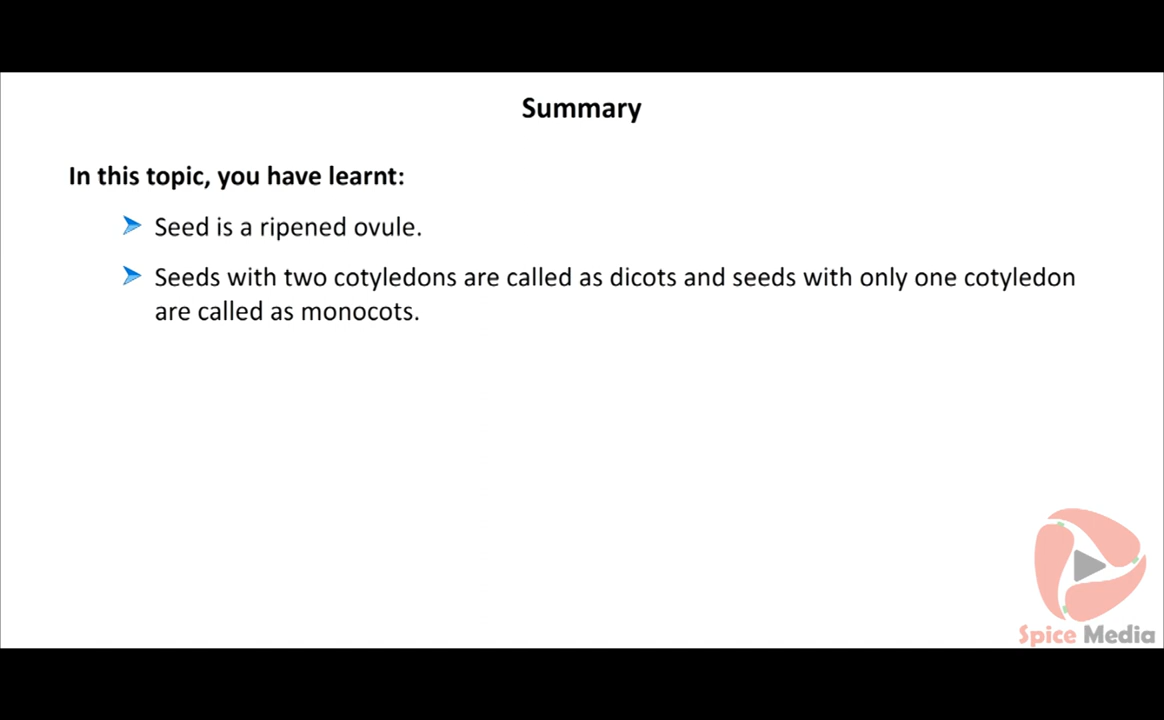 Summary
In this topic, you have learnt:
Seed is a ripened ovule.
Seeds with two cotyledons are called as dicots and seeds with only one cotyledon
are called as monocots.
Spice Media